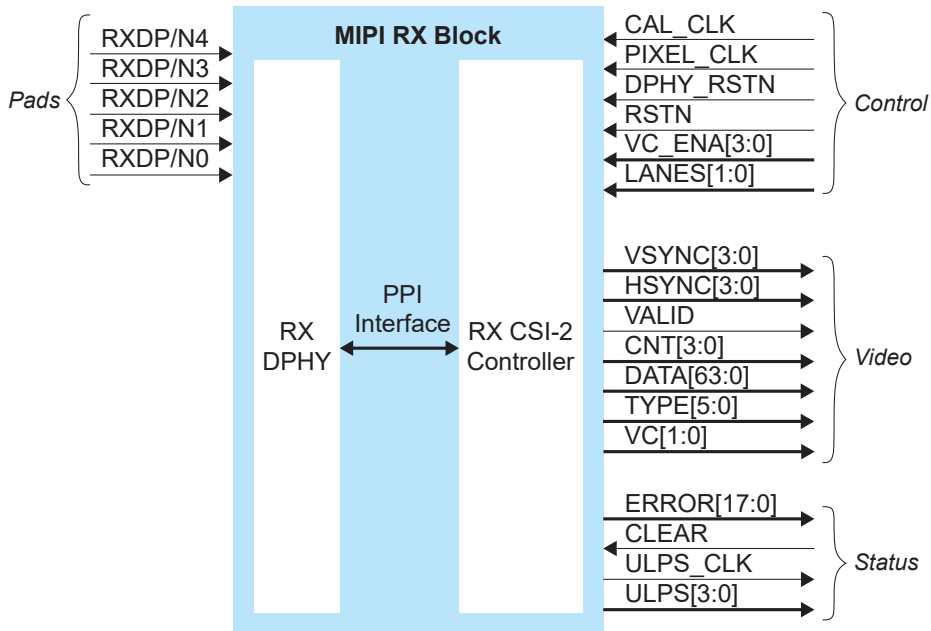 MIPI RX Block
Pads
RXDP/N4
RXDP/N3
RXDP/N2
RXDP/N1
RXDP/N0
RX
DPHY
PPI
Interface
RX CSI-2
Controller
CAL_CLK
PIXEL_CLK
DPHY_RSTN
RSTN
VC_ENA[3:0]
LANES[1:0]
Control
VSYNC[3:0]
HSYNC[3:0]
VALID
CNT[3:0]
DATA[63:0]
TYPE[5:0]
VC[1:0]
Video
ERROR[17:0]
CLEAR
ULPS_CLK
ULPS[3:0]
Status